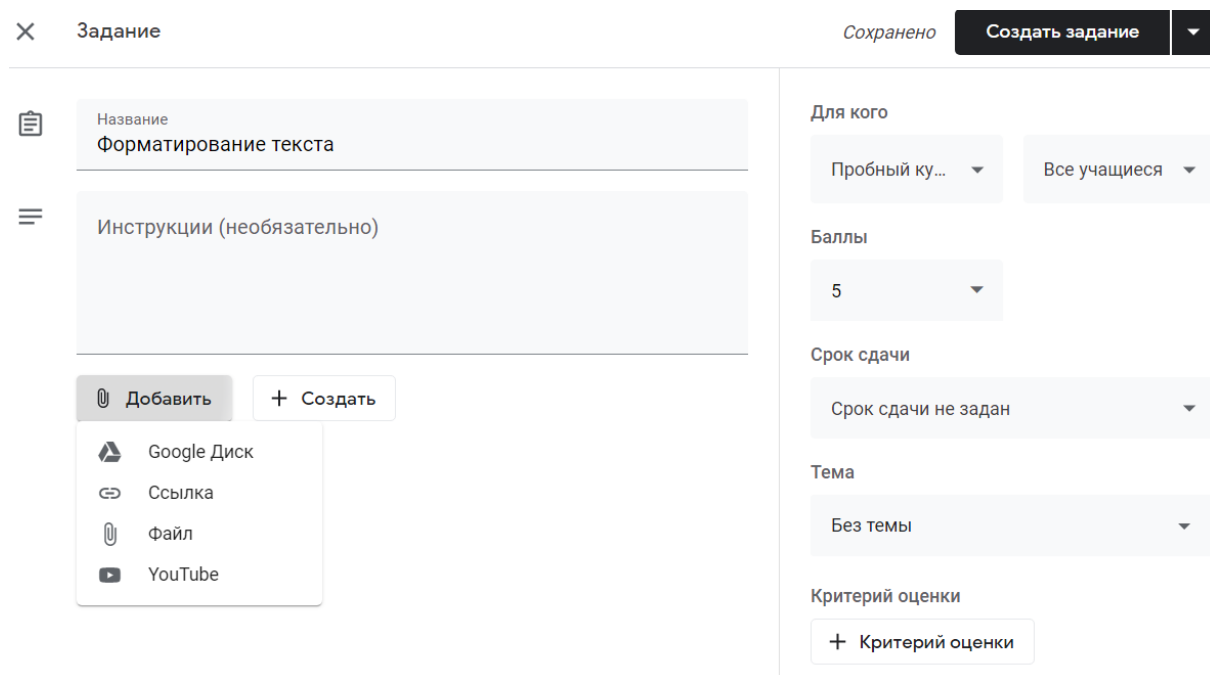 Задание
Сохранено
Создать задание
Название
Форматирование текста
Инструкции (необязательно)
Добавить
Создать
Google Диск
Ссылка
Файл
YouTube
Для кого
Пробный ку...
Все учащиеся
Баллы
5
Срок сдачи
Срок сдачи не задан
Тема
Без темы
Критерий оценки
Критерий оценки